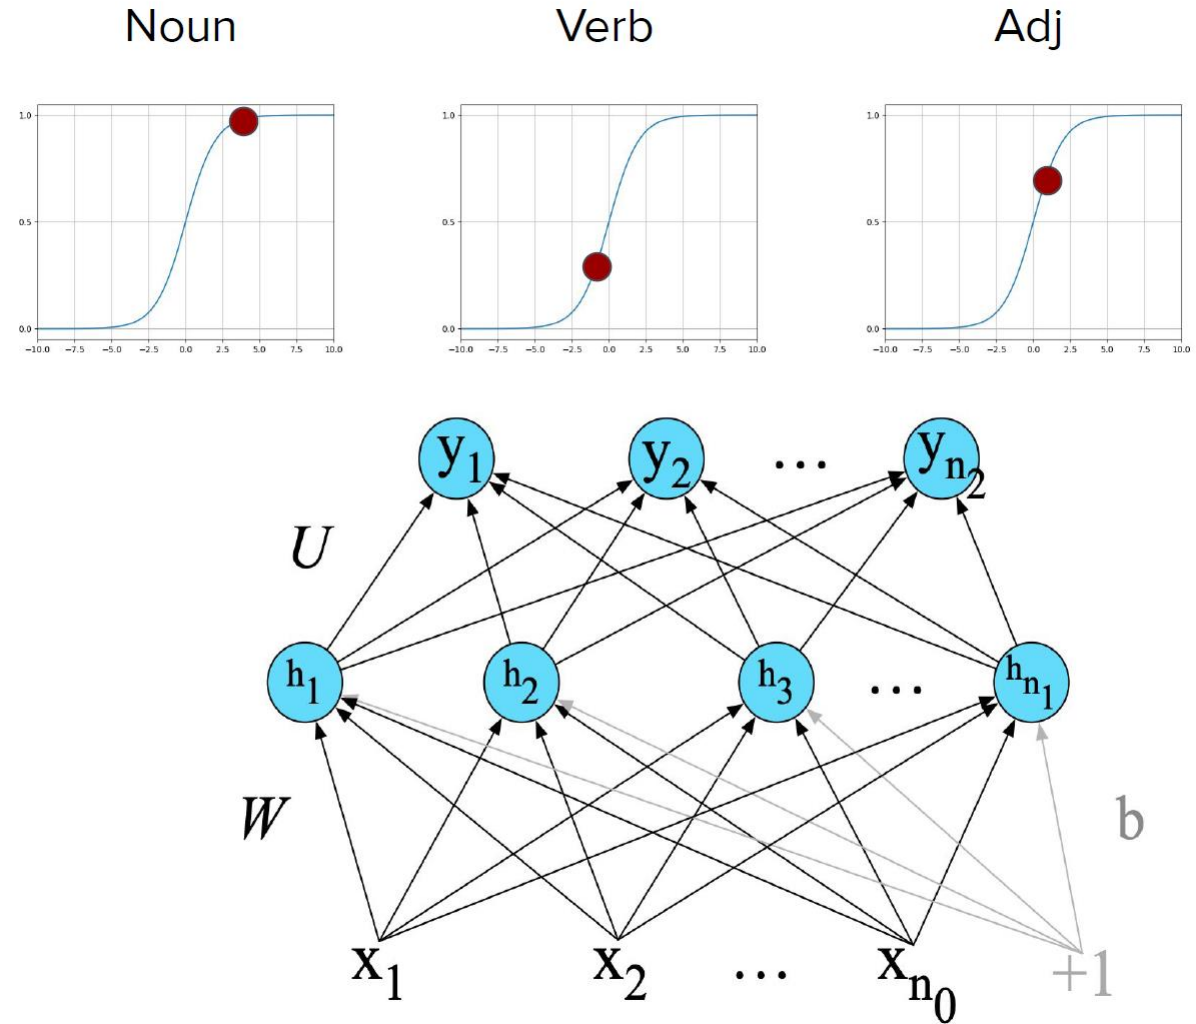 Noun Verb Adj
1.0 1.0 1.0
0.5 0.5 0.5
0.0 0.0 0.0
−10.0 −7.5 −5.0 −2.5 0.0 2.5 5.0 7.5 10.0 −10.0 −7.5 −5.0 −2.5 0.0 2.5 5.0 7.5 10.0 −10.0 −7.5 −5.0 −2.5 0.0 2.5 5.0 7.5 10.0
y₁ y₂ … yₙ₂
U
h₁ h₂ h₃ … hₙ₁
W b
x₁ x₂ … xₙ₀ +1